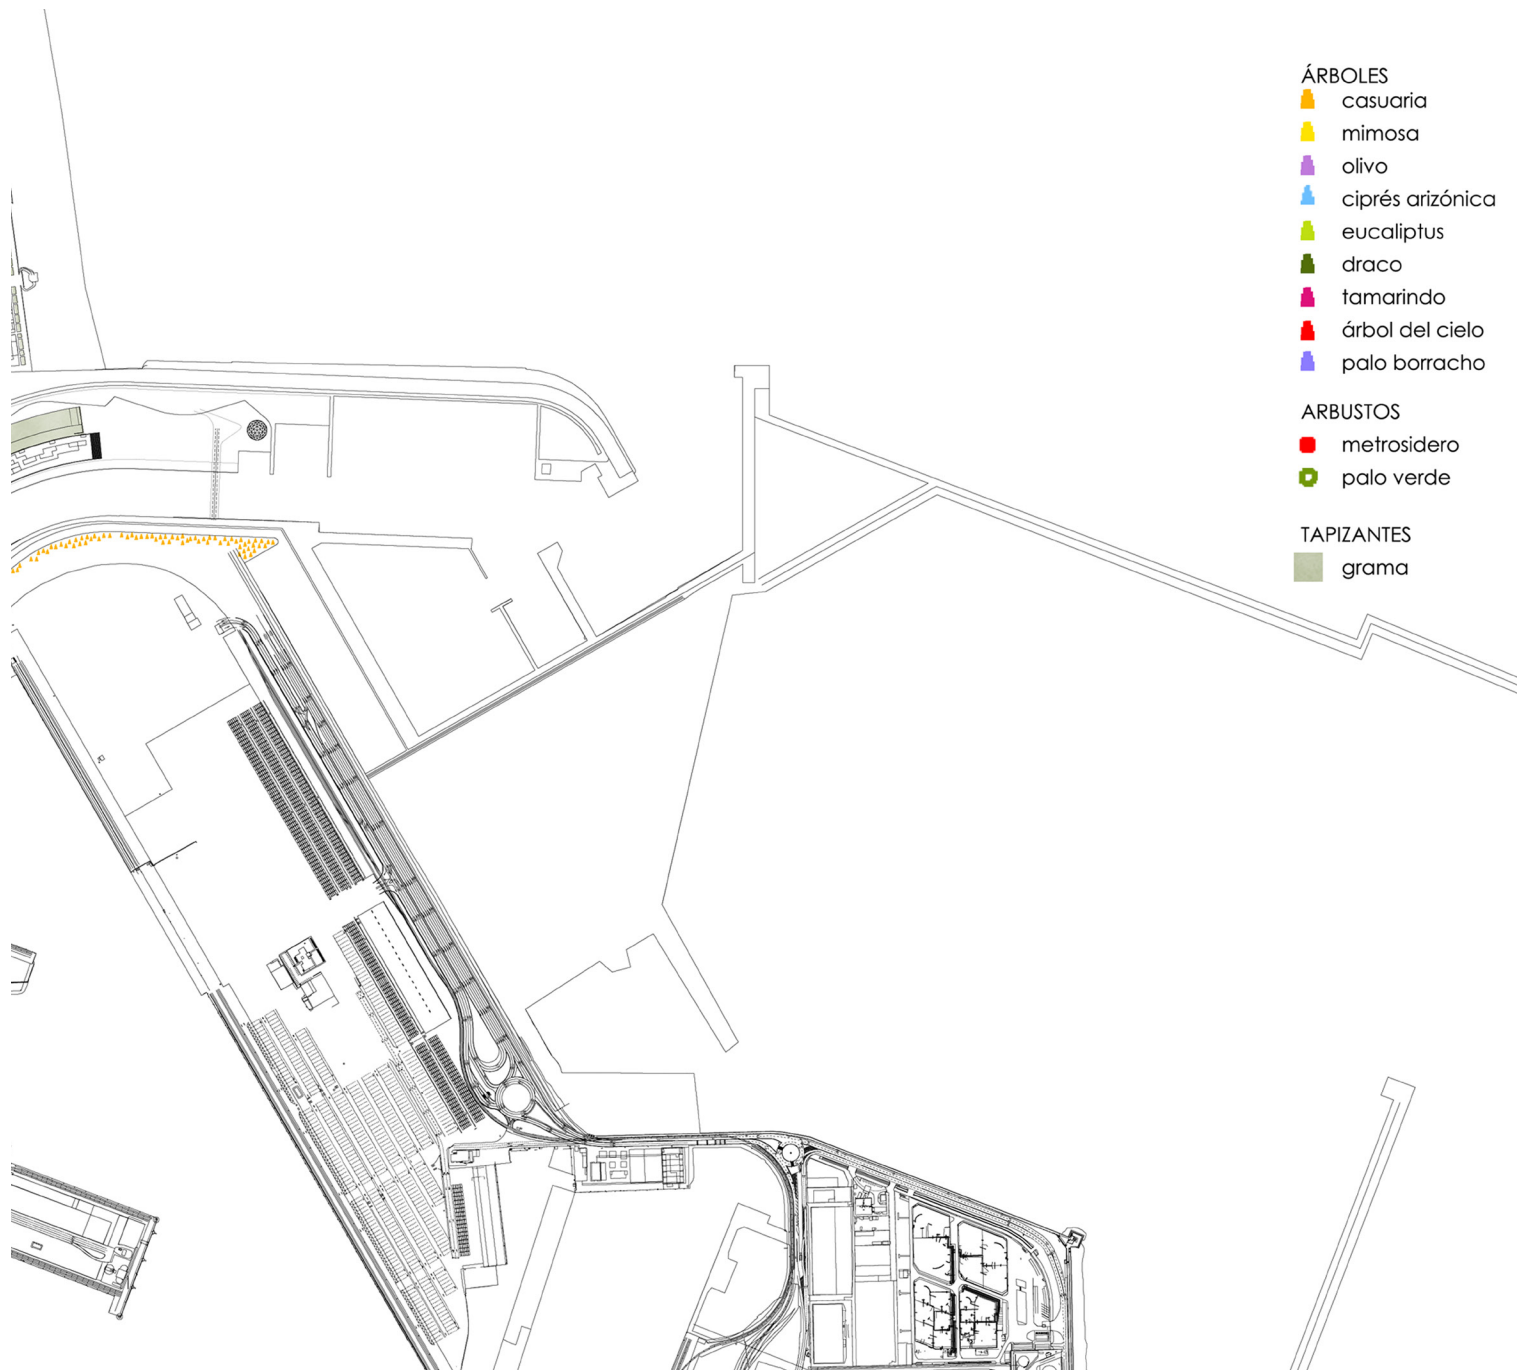 ÁRBOLES
casuaria
mimosa
olivo
ciprés arizónica
eucaliptus
draco
tamarindo
árbol del cielo
palo borracho
ARBUSTOS
metrosidero
palo verde
TAPIZANTES
grama